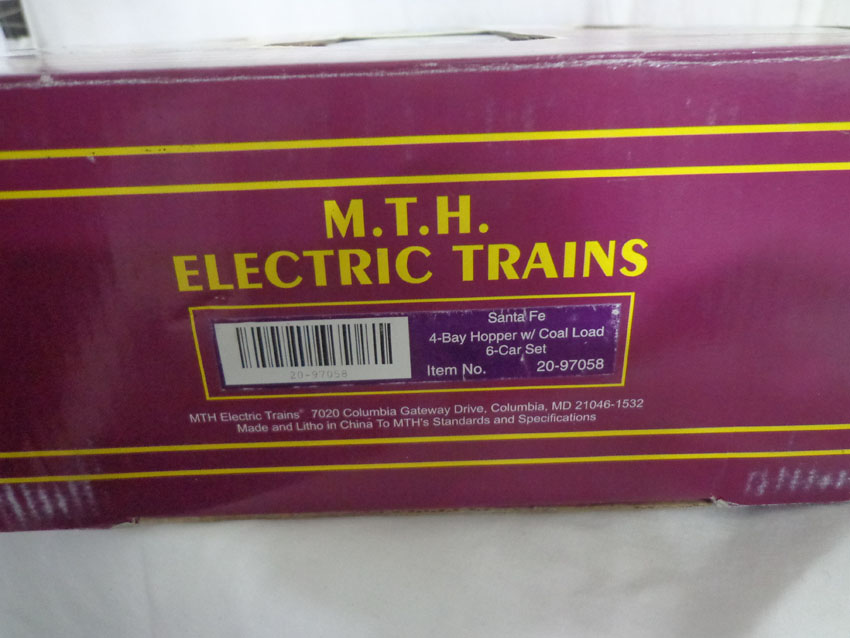 M.T.H.
ELECTRIC TRAINS
Santa Fe
4-Bay Hopper w/ Coal Load
6-Car Set
Item No. 20-97058
20-97058
MTH Electric Trains® 7020 Columbia Gateway Drive, Columbia, MD 21046-1532
Made and Litho in China To MTH's Standards and Specifications